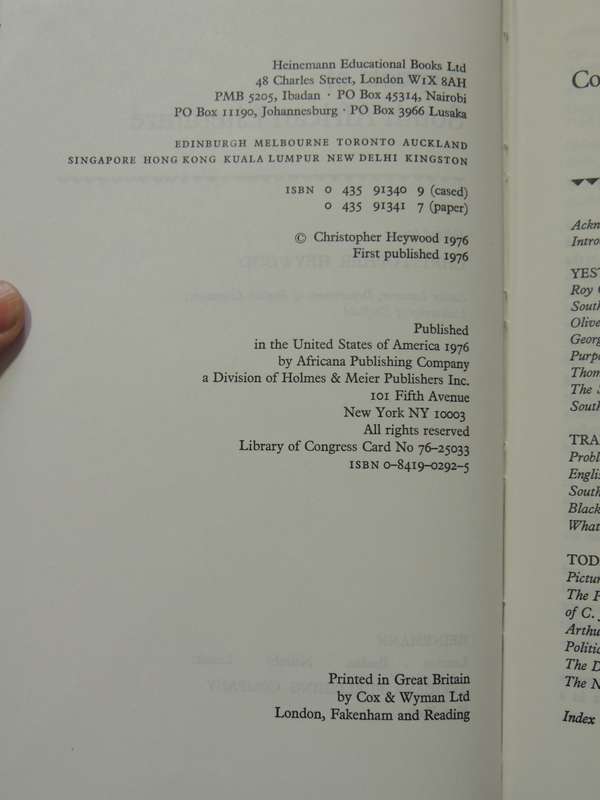 Heinemann Educational Books Ltd
48 Charles Street, London W1X 8AH
PMB 5205, Ibadan · PO Box 45314, Nairobi
PO Box 11190, Johannesburg · PO Box 3966 Lusaka
EDINBURGH MELBOURNE TORONTO AUCKLAND
SINGAPORE HONG KONG KUALA LUMPUR NEW DELHI KINGSTON
ISBN 0 435 91340 9 (cased)
0 435 91341 7 (paper)
© Christopher Heywood 1976
First published 1976
Published
in the United States of America 1976
by Africana Publishing Company
a Division of Holmes & Meier Publishers Inc.
101 Fifth Avenue
New York NY 10003
All rights reserved
Library of Congress Card No 76–25033
ISBN 0–8419–0292–5
Printed in Great Britain
by Cox & Wyman Ltd
London, Fakenham and Reading
Co
Ackn
Intro
YES
Roy
South
Olive
Georg
Purp
Thom
The
South
TRA
Probl
Englis
South
Black
What
TOD
Pictur
The
of C.
Arthu
Politic
The D
The N
Index